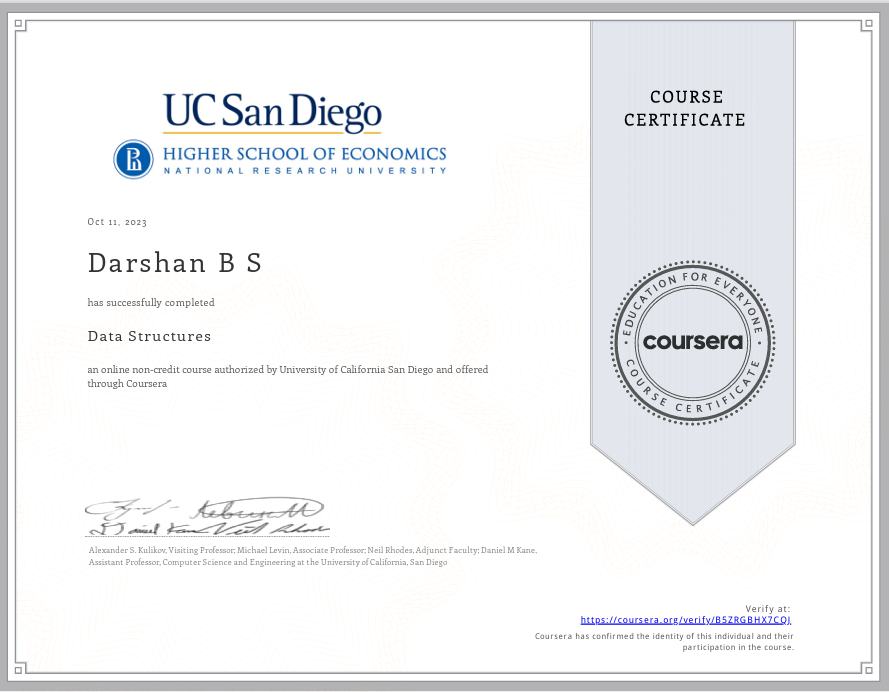 UC San Diego
HIGHER SCHOOL OF ECONOMICS
NATIONAL RESEARCH UNIVERSITY
Oct 11, 2023
Darshan B S
has successfully completed
Data Structures
an online non-credit course authorized by University of California San Diego and offered
through Coursera
Alexander S. Kulikov, Visiting Professor; Michael Levin, Associate Professor; Neil Rhodes, Adjunct Faculty; Daniel M Kane,
Assistant Professor, Computer Science and Engineering at the University of California, San Diego
COURSE
CERTIFICATE
EDUCATION FOR EVERYONE
coursera
COURSE CERTIFICATE
Verify at:
https://coursera.org/verify/B5ZRGBHX7CQJ
Coursera has confirmed the identity of this individual and their
participation in the course.